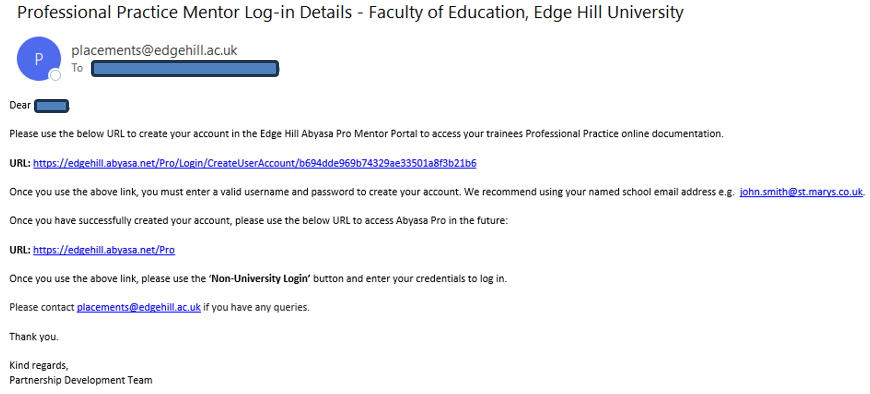 Professional Practice Mentor Log-in Details - Faculty of Education, Edge Hill University
P
placements@edgehill.ac.uk
To
Dear
Please use the below URL to create your account in the Edge Hill Abyasa Pro Mentor Portal to access your trainees Professional Practice online documentation.
URL: https://edgehill.abyasa.net/Pro/Login/CreateUserAccount/b694dde969b74329ae33501a8f3b21b6
Once you use the above link, you must enter a valid username and password to create your account. We recommend using your named school email address e.g. john.smith@st.marys.co.uk.
Once you have successfully created your account, please use the below URL to access Abyasa Pro in the future:
URL: https://edgehill.abyasa.net/Pro
Once you use the above link, please use the ‘Non-University Login’ button and enter your credentials to log in.
Please contact placements@edgehill.ac.uk if you have any queries.
Thank you.
Kind regards,
Partnership Development Team